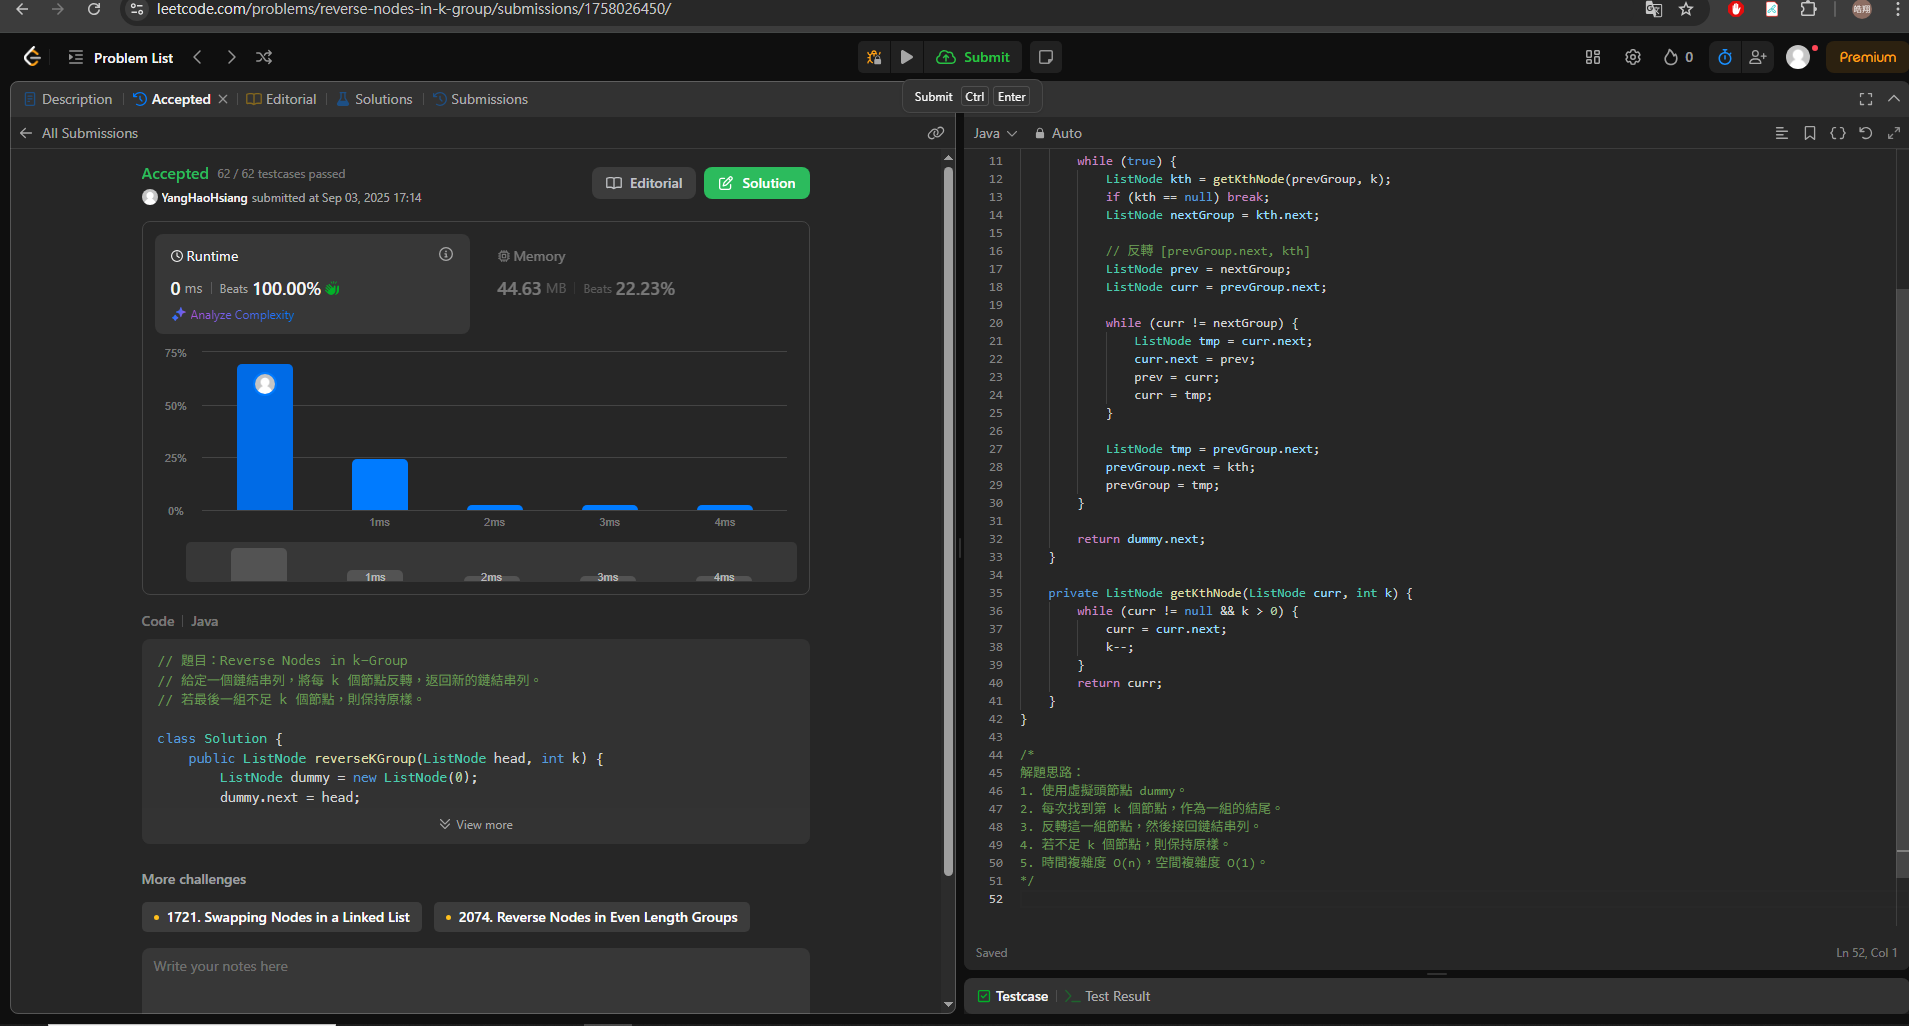 leetcode.com/problems/reverse-nodes-in-k-group/submissions/1758026450/
皓翔
Problem List
Submit
0
Premium
Description
Accepted
Editorial
Solutions
Submissions
Submit Ctrl Enter
All Submissions
Java
Auto
Accepted 62 / 62 testcases passed
YangHaoHsiang submitted at Sep 03, 2025 17:14
Editorial
Solution
Runtime
0 ms Beats 100.00%
Analyze Complexity
Memory
44.63 MB Beats 22.23%
75%
50%
25%
0%
1ms 2ms 3ms 4ms
1ms 2ms 3ms 4ms
Code Java
// 題目：Reverse Nodes in k-Group
// 給定一個鏈結串列，將每 k 個節點反轉，返回新的鏈結串列。
// 若最後一組不足 k 個節點，則保持原樣。
class Solution {
public ListNode reverseKGroup(ListNode head, int k) {
ListNode dummy = new ListNode(0);
dummy.next = head;
View more
More challenges
1721. Swapping Nodes in a Linked List
2074. Reverse Nodes in Even Length Groups
Write your notes here
11 while (true) {
12 ListNode kth = getKthNode(prevGroup, k);
13 if (kth == null) break;
14 ListNode nextGroup = kth.next;
15
16 // 反轉 [prevGroup.next, kth]
17 ListNode prev = nextGroup;
18 ListNode curr = prevGroup.next;
19
20 while (curr != nextGroup) {
21 ListNode tmp = curr.next;
22 curr.next = prev;
23 prev = curr;
24 curr = tmp;
25 }
26
27 ListNode tmp = prevGroup.next;
28 prevGroup.next = kth;
29 prevGroup = tmp;
30 }
31
32 return dummy.next;
33 }
34
35 private ListNode getKthNode(ListNode curr, int k) {
36 while (curr != null && k > 0) {
37 curr = curr.next;
38 k--;
39 }
40 return curr;
41 }
42 }
43
44 /*
45 解題思路：
46 1. 使用虛擬頭節點 dummy。
47 2. 每次找到第 k 個節點，作為一組的結尾。
48 3. 反轉這一組節點，然後接回鏈結串列。
49 4. 若不足 k 個節點，則保持原樣。
50 5. 時間複雜度 O(n)，空間複雜度 O(1)。
51 */
52
Saved
Ln 52, Col 1
Testcase
Test Result